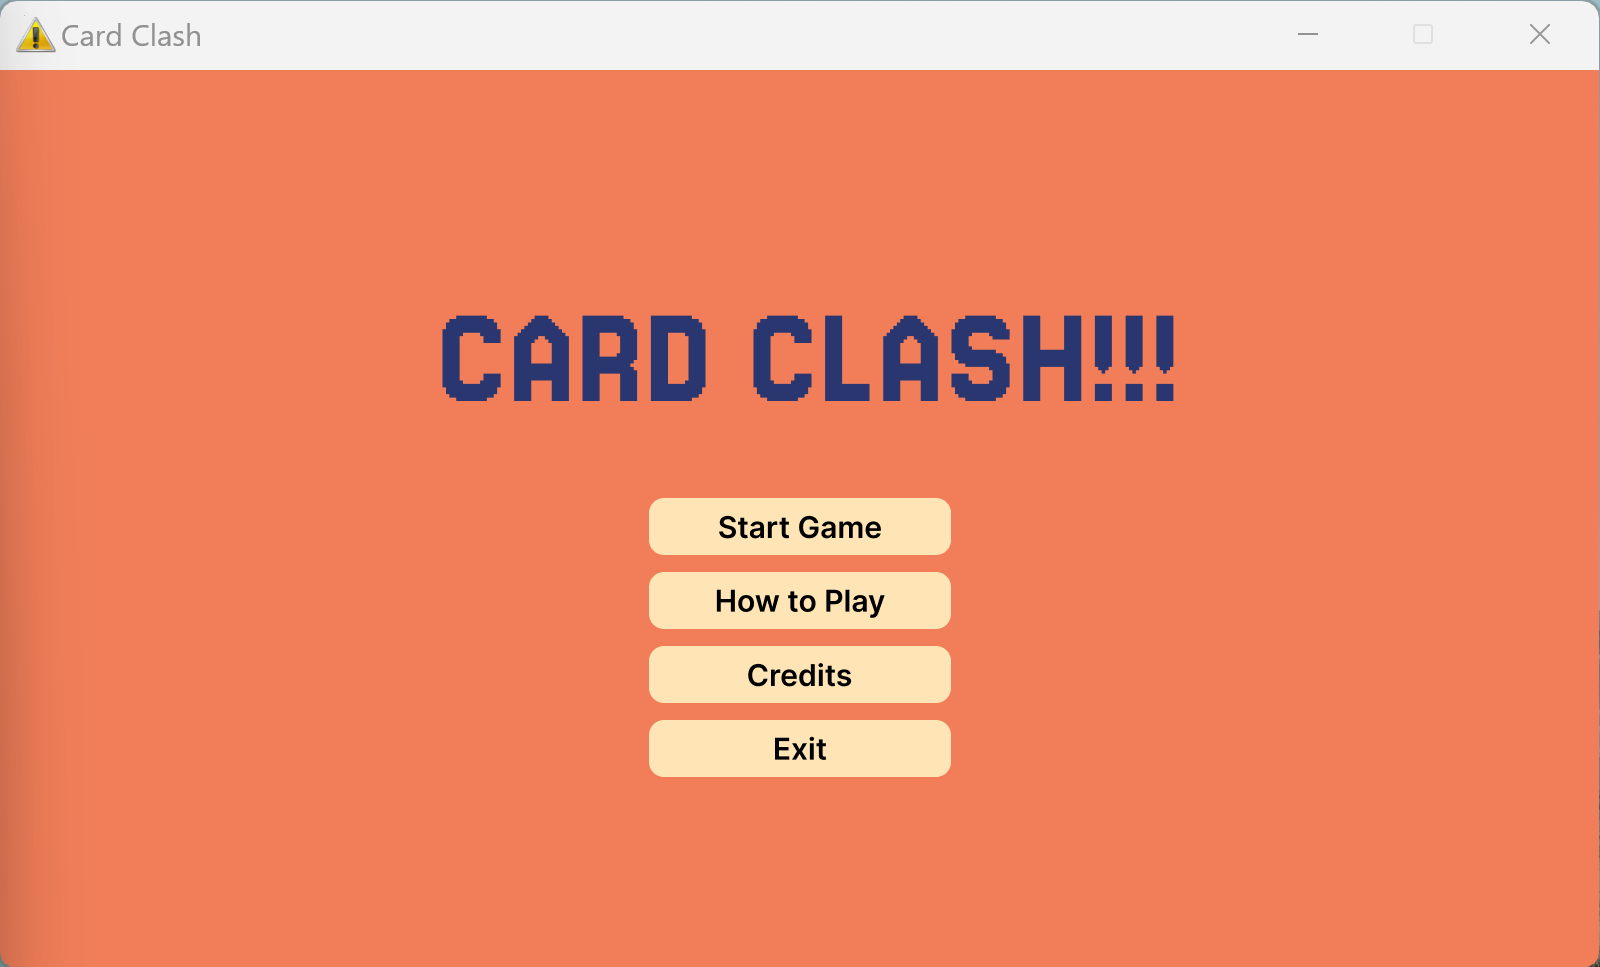 Card Clash
CARD CLASH!!!
Start Game
How to Play
Credits
Exit